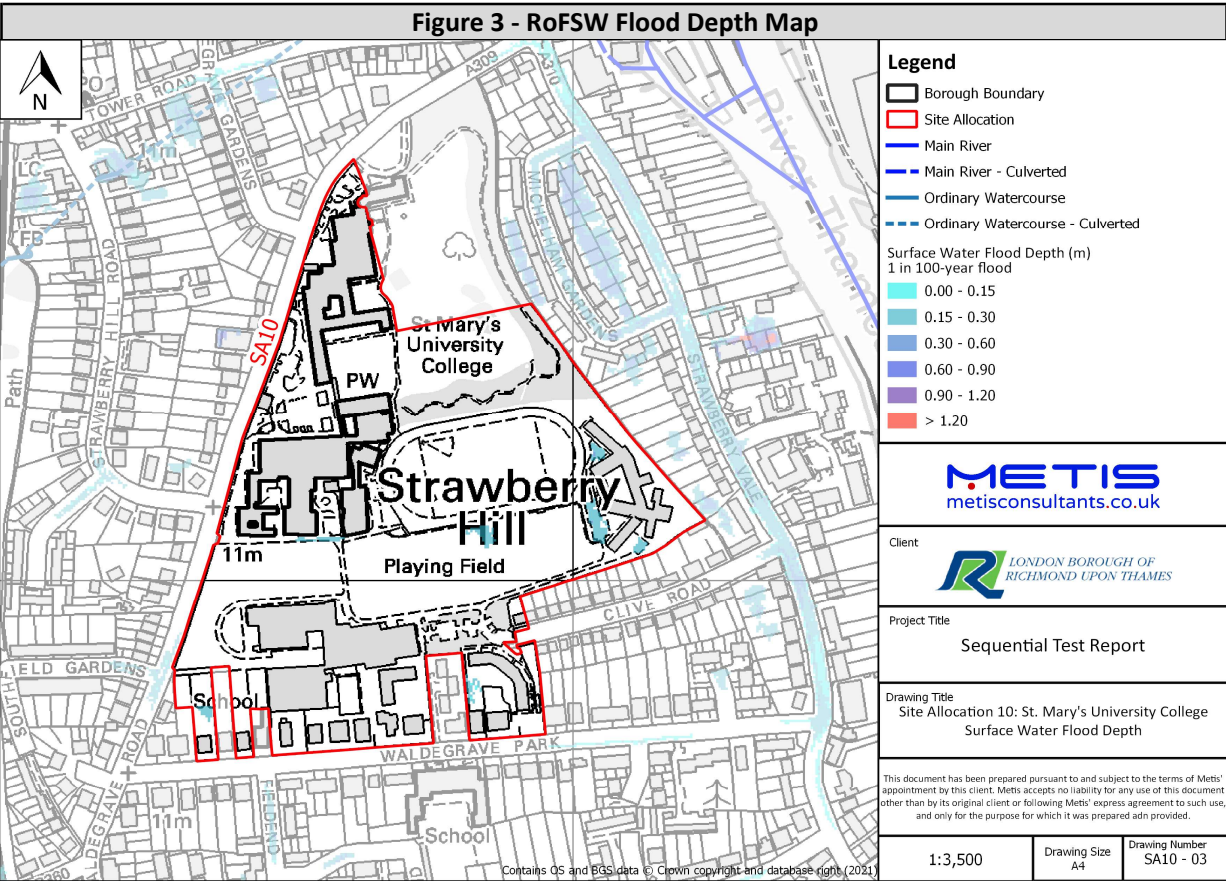 Figure 3 - RoFSW Flood Depth Map
N
PO
TOWER ROAD
WALDEGRAVE GARDENS
A309
A310
River Thames
11m
LC
FB
MICHELHAM GARDENS
STRAWBERRY HILL ROAD
SA10
St Mary's
University
College
PW
Path
STRAWBERRY VALE
Strawberry
Hill
11m
Playing Field
CLIVE ROAD
FIELD GARDENS
School
WALDEGRAVE PARK
WALDEGRAVE ROAD
11m
School
Contains OS and BGS data © Crown copyright and database right (2021)
Legend
Borough Boundary
Site Allocation
Main River
Main River - Culverted
Ordinary Watercourse
Ordinary Watercourse - Culverted
Surface Water Flood Depth (m)
1 in 100-year flood
0.00 - 0.15
0.15 - 0.30
0.30 - 0.60
0.60 - 0.90
0.90 - 1.20
> 1.20
METIS
metisconsultants.co.uk
Client
LONDON BOROUGH OF
RICHMOND UPON THAMES
Project Title
Sequential Test Report
Drawing Title
Site Allocation 10: St. Mary's University College
Surface Water Flood Depth
This document has been prepared pursuant to and subject to the terms of Metis'
appointment by this client. Metis accepts no liability for any use of this document
other than by its original client or following Metis' express agreement to such use,
and only for the purpose for which it was prepared adn provided.
1:3,500
Drawing Size
A4
Drawing Number
SA10 - 03